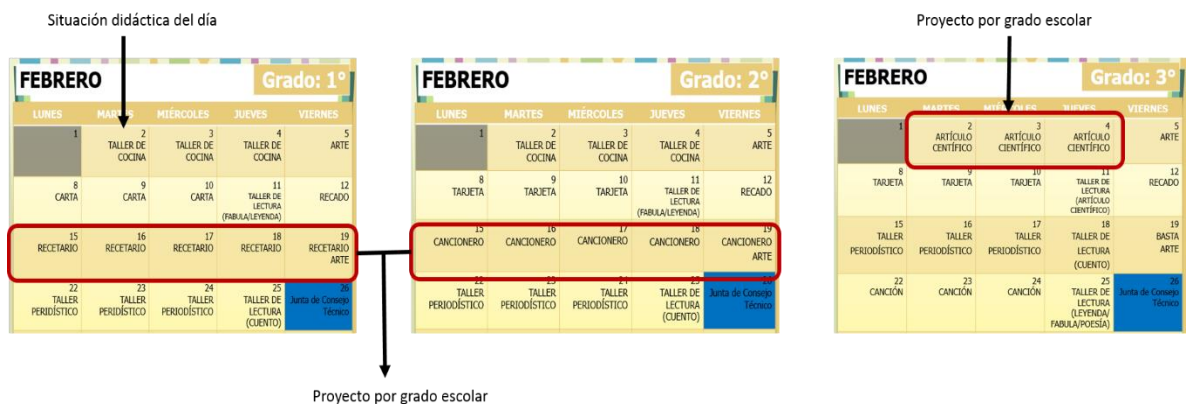 Situación didáctica del día
Proyecto por grado escolar
FEBRERO
Grado: 1°
LUNES MARTES MIÉRCOLES JUEVES VIERNES
1 2 3 4 5
TALLER DE COCINA TALLER DE COCINA TALLER DE COCINA ARTE
8 9 10 11 12
CARTA CARTA CARTA TALLER DE LECTURA (FABULA/LEYENDA) RECADO
15 16 17 18 19
RECETARIO RECETARIO RECETARIO RECETARIO RECETARIO ARTE
22 23 24 25 26
TALLER PERIODÍSTICO TALLER PERIODÍSTICO TALLER PERIODÍSTICO TALLER DE LECTURA (CUENTO) Junta de Consejo Técnico
FEBRERO
Grado: 2°
LUNES MARTES MIÉRCOLES JUEVES VIERNES
1 2 3 4 5
TALLER DE COCINA TALLER DE COCINA TALLER DE COCINA ARTE
8 9 10 11 12
TARJETA TARJETA TARJETA TALLER DE LECTURA (FABULA/LEYENDA) RECADO
15 16 17 18 19
CANCIONERO CANCIONERO CANCIONERO CANCIONERO CANCIONERO ARTE
22 23 24 25 26
TALLER PERIODÍSTICO TALLER PERIODÍSTICO TALLER PERIODÍSTICO TALLER DE LECTURA (CUENTO) Junta de Consejo Técnico
FEBRERO
Grado: 3°
LUNES MARTES MIÉRCOLES JUEVES VIERNES
1 2 3 4 5
ARTÍCULO CENTÍFICO ARTÍCULO CIENTÍFICO ARTÍCULO CIENTÍFICO ARTE
8 9 10 11 12
TARJETA TARJETA TARJETA TALLER DE LECTURA (ARTÍCULO CIENTÍFICO) RECADO
15 16 17 18 19
TALLER PERIODÍSTICO TALLER PERIODÍSTICO TALLER PERIODÍSTICO TALLER DE LECTURA (CUENTO) BASTA ARTE
22 23 24 25 26
CANCIÓN CANCIÓN CANCIÓN TALLER DE LECTURA (LEYENDA/ FABULA/POESÍA) Junta de Consejo Técnico
Proyecto por grado escolar